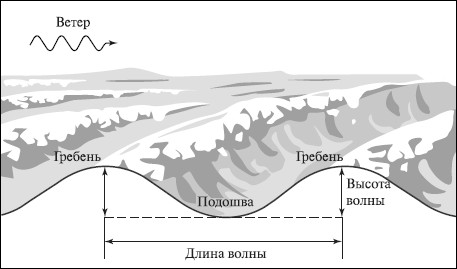 Ветер
Гребень
Гребень
Подошва
Высота
волны
Длина волны